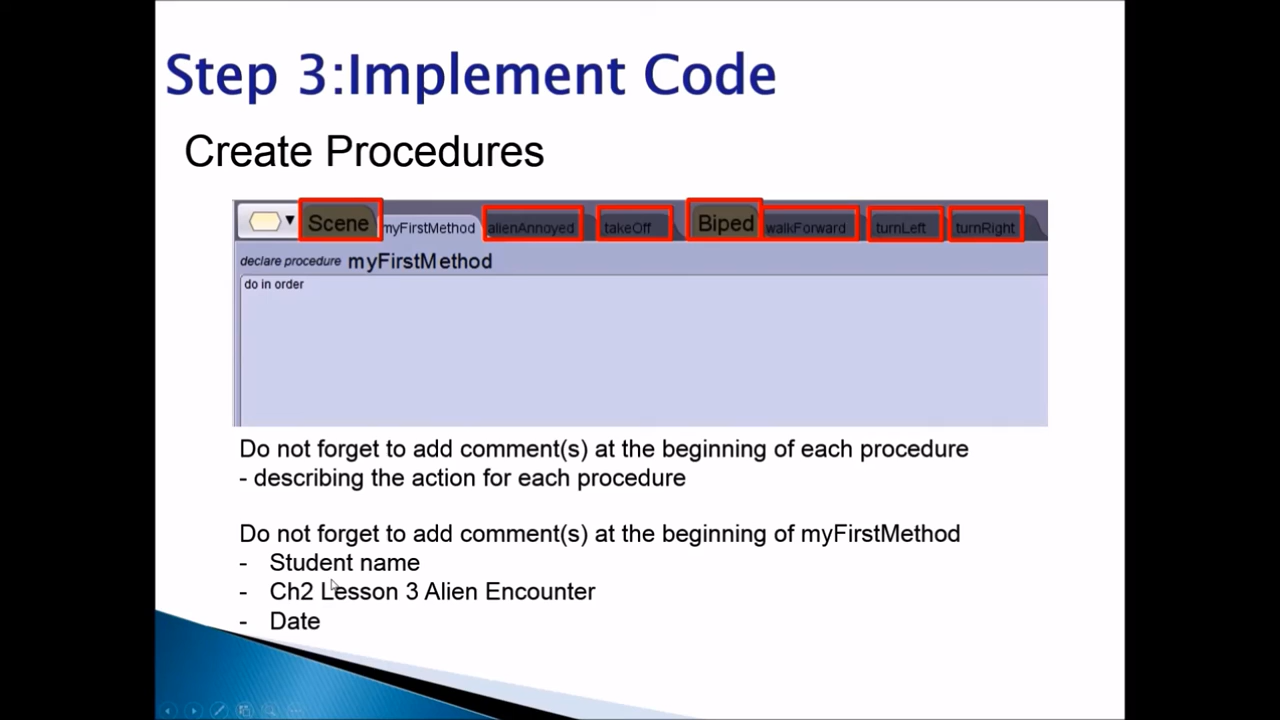 Step 3:Implement Code
Create Procedures
Scene myFirstMethod alienAnnoyed takeOff Biped walkForward turnLeft turnRight
declare procedure myFirstMethod
do in order
Do not forget to add comment(s) at the beginning of each procedure
- describing the action for each procedure
Do not forget to add comment(s) at the beginning of myFirstMethod
- Student name
- Ch2 Lesson 3 Alien Encounter
- Date